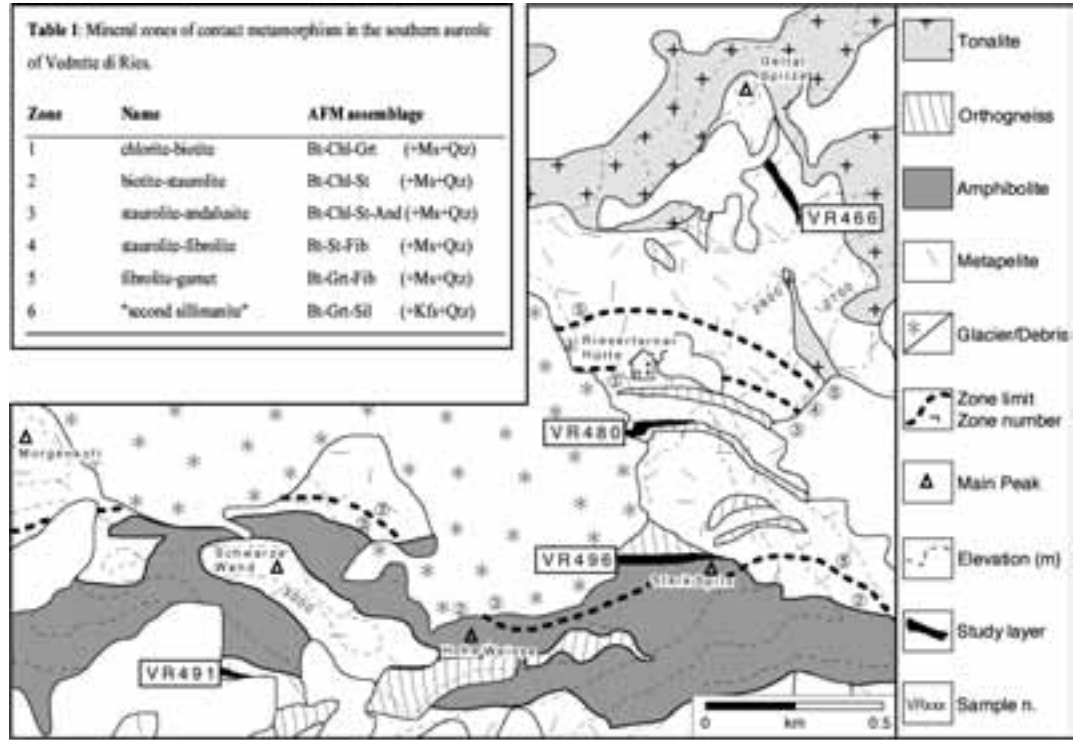 Table 1: Mineral zones of contact metamorphism in the southern aureole
of Vedrette di Ries.
Zone Name AFM assemblage
1 chlorite-biotite Bt-Chl-Grt (+Ms+Qtz)
2 biotite-staurolite Bt-Chl-St (+Ms+Qtz)
3 staurolite-andalusite Bt-Chl-St-And (+Ms+Qtz)
4 staurolite-fibrolite Bt-St-Fib (+Ms+Qtz)
5 fibrolite-garnet Bt-Grt-Fib (+Ms+Qtz)
6 "second sillimanite" Bt-Grt-Sil (+Kfs+Qtz)
VR466
2800
2700
Rieserferner
Hütte
VR480
Schwarze
Wand
3000
VR496
VR491
0 km 0.5
Tonalite
Orthogneiss
Amphibolite
Metapelite
Glacier/Debris
Zone limit
Zone number
Main Peak
Elevation (m)
Study layer
VRxxx
Sample n.